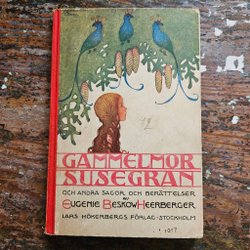 GAMMELMOR
SUSEGRAN
OCH ANDRA SAGOR OCH BERÄTTELSER
AV
EUGENIE BESKOW-HEERBERGER
LARS HÖKERBERGS FÖRLAG · STOCKHOLM
1917